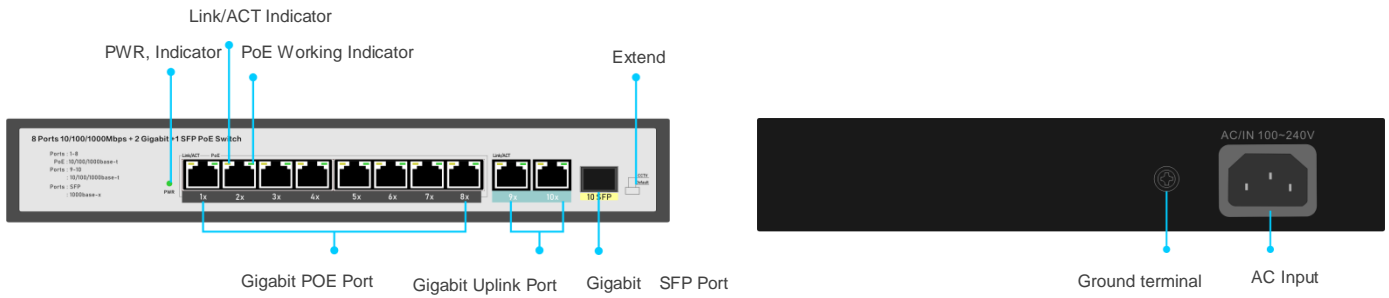 Link/ACT Indicator
PWR, Indicator
PoE Working Indicator
Extend
8 Ports 10/100/1000Mbps + 2 Gigabit +1 SFP PoE Switch
Ports : 1-8
PoE : 10/100/1000base-t
Ports : 9-10
: 10/100/1000base-t
Ports : SFP
: 1000base-x
PWR
Link/ACT
PoE
Link/ACT
CCTV
Default
1x
2x
3x
4x
5x
6x
7x
8x
9x
10x
10 SFP
Gigabit POE Port
Gigabit Uplink Port
Gigabit SFP Port
AC/IN 100~240V
Ground terminal
AC Input